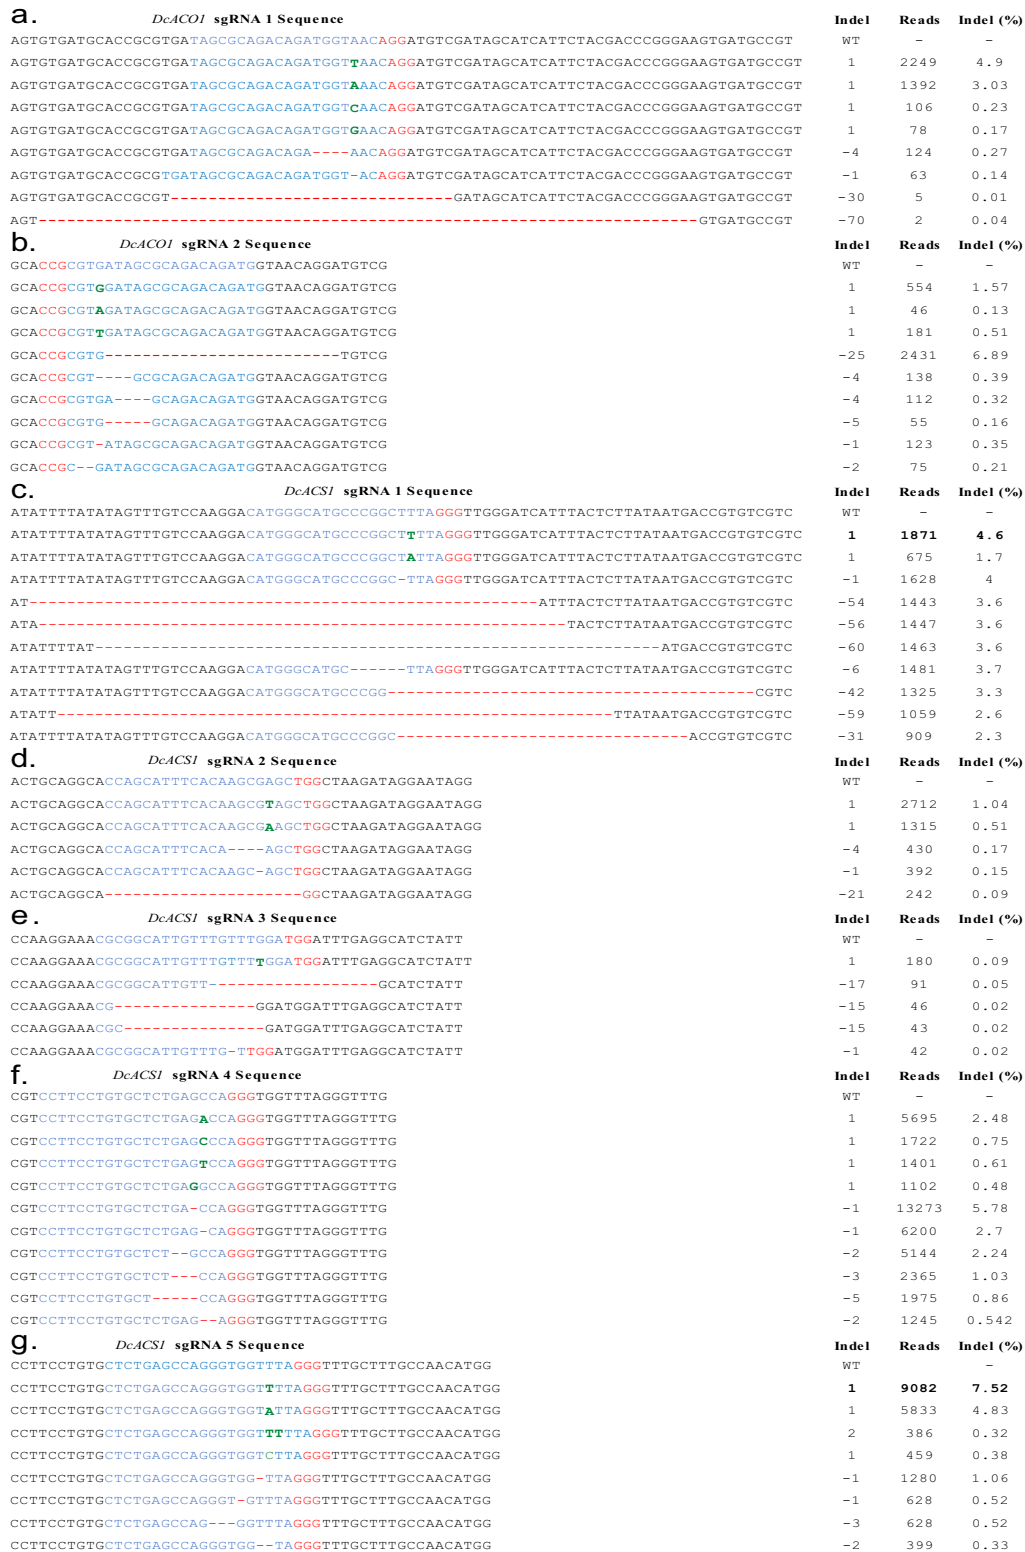 a. DcACO1 sgRNA 1 Sequence Indel Reads Indel (%)
AGTGTGATGCACCGCGTGATAGCGCAGACAGATGGTAACAGGATGTCGATAGCATCATTCTACGACCCGGGAAGTGATGCCGT WT – –
AGTGTGATGCACCGCGTGATAGCGCAGACAGATGGTTAACAGGATGTCGATAGCATCATTCTACGACCCGGGAAGTGATGCCGT 1 2249 4.9
AGTGTGATGCACCGCGTGATAGCGCAGACAGATGGTAAACAGGATGTCGATAGCATCATTCTACGACCCGGGAAGTGATGCCGT 1 1392 3.03
AGTGTGATGCACCGCGTGATAGCGCAGACAGATGGTCAACAGGATGTCGATAGCATCATTCTACGACCCGGGAAGTGATGCCGT 1 106 0.23
AGTGTGATGCACCGCGTGATAGCGCAGACAGATGGTGAACAGGATGTCGATAGCATCATTCTACGACCCGGGAAGTGATGCCGT 1 78 0.17
AGTGTGATGCACCGCGTGATAGCGCAGACAGA----AACAGGATGTCGATAGCATCATTCTACGACCCGGGAAGTGATGCCGT -4 124 0.27
AGTGTGATGCACCGCGTGATAGCGCAGACAGATGGT-ACAGGATGTCGATAGCATCATTCTACGACCCGGGAAGTGATGCCGT -1 63 0.14
AGTGTGATGCACCGCGT------------------------------GATAGCATCATTCTACGACCCGGGAAGTGATGCCGT -30 5 0.01
AGT----------------------------------------------------------------------GTGATGCCGT -70 2 0.04
b. DcACO1 sgRNA 2 Sequence Indel Reads Indel (%)
GCACCGCGTGATAGCGCAGACAGATGGTAACAGGATGTCG WT – –
GCACCGCGTGGATAGCGCAGACAGATGGTAACAGGATGTCG 1 554 1.57
GCACCGCGTAGATAGCGCAGACAGATGGTAACAGGATGTCG 1 46 0.13
GCACCGCGTTGATAGCGCAGACAGATGGTAACAGGATGTCG 1 181 0.51
GCACCGCGTG-------------------------TGTCG -25 2431 6.89
GCACCGCGT----GCGCAGACAGATGGTAACAGGATGTCG -4 138 0.39
GCACCGCGTGA----GCAGACAGATGGTAACAGGATGTCG -4 112 0.32
GCACCGCGTG-----GCAGACAGATGGTAACAGGATGTCG -5 55 0.16
GCACCGCGT-ATAGCGCAGACAGATGGTAACAGGATGTCG -1 123 0.35
GCACCGC--GATAGCGCAGACAGATGGTAACAGGATGTCG -2 75 0.21
c. DcACS1 sgRNA 1 Sequence Indel Reads Indel (%)
ATATTTTATATAGTTTGTCCAAGGACATGGGCATGCCCGGCTTTAGGGTTGGGATCATTTACTCTTATAATGACCGTGTCGTC WT – –
ATATTTTATATAGTTTGTCCAAGGACATGGGCATGCCCGGCTTTTAGGGTTGGGATCATTTACTCTTATAATGACCGTGTCGTC 1 1871 4.6
ATATTTTATATAGTTTGTCCAAGGACATGGGCATGCCCGGCTATTAGGGTTGGGATCATTTACTCTTATAATGACCGTGTCGTC 1 675 1.7
ATATTTTATATAGTTTGTCCAAGGACATGGGCATGCCCGGC-TTAGGGTTGGGATCATTTACTCTTATAATGACCGTGTCGTC -1 1628 4
AT------------------------------------------------------ATTTACTCTTATAATGACCGTGTCGTC -54 1443 3.6
ATA--------------------------------------------------------TACTCTTATAATGACCGTGTCGTC -56 1447 3.6
ATATTTTAT------------------------------------------------------------ATGACCGTGTCGTC -60 1463 3.6
ATATTTTATATAGTTTGTCCAAGGACATGGGCATGC------TTAGGGTTGGGATCATTTACTCTTATAATGACCGTGTCGTC -6 1481 3.7
ATATTTTATATAGTTTGTCCAAGGACATGGGCATGCCCGG---------------------------------------CGTC -42 1325 3.3
ATATT-----------------------------------------------------------TTATAATGACCGTGTCGTC -59 1059 2.6
ATATTTTATATAGTTTGTCCAAGGACATGGGCATGCCCGGC-------------------------------ACCGTGTCGTC -31 909 2.3
d. DcACS1 sgRNA 2 Sequence Indel Reads Indel (%)
ACTGCAGGCACCAGCATTTCACAAGCGAGCTGGCTAAGATAGGAATAGG WT – –
ACTGCAGGCACCAGCATTTCACAAGCGTAGCTGGCTAAGATAGGAATAGG 1 2712 1.04
ACTGCAGGCACCAGCATTTCACAAGCGAAGCTGGCTAAGATAGGAATAGG 1 1315 0.51
ACTGCAGGCACCAGCATTTCACA----AGCTGGCTAAGATAGGAATAGG -4 430 0.17
ACTGCAGGCACCAGCATTTCACAAGC-AGCTGGCTAAGATAGGAATAGG -1 392 0.15
ACTGCAGGCA---------------------GGCTAAGATAGGAATAGG -21 242 0.09
e. DcACS1 sgRNA 3 Sequence Indel Reads Indel (%)
CCAAGGAAACGCGGCATTGTTTGTTTGGATGGATTTGAGGCATCTATT WT – –
CCAAGGAAACGCGGCATTGTTTGTTTTGGATGGATTTGAGGCATCTATT 1 180 0.09
CCAAGGAAACGCGGCATTGTT------------------GCATCTATT -17 91 0.05
CCAAGGAAACG---------------GGATGGATTTGAGGCATCTATT -15 46 0.02
CCAAGGAAACGC---------------GATGGATTTGAGGCATCTATT -15 43 0.02
CCAAGGAAACGCGGCATTGTTTG-TTGGATGGATTTGAGGCATCTATT -1 42 0.02
f. DcACS1 sgRNA 4 Sequence Indel Reads Indel (%)
CGTCCTTCCTGTGCTCTGAGCCAGGGTGGTTTAGGGTTTG WT – –
CGTCCTTCCTGTGCTCTGAGACCAGGGTGGTTTAGGGTTTG 1 5695 2.48
CGTCCTTCCTGTGCTCTGAGCCCAGGGTGGTTTAGGGTTTG 1 1722 0.75
CGTCCTTCCTGTGCTCTGAGTCCAGGGTGGTTTAGGGTTTG 1 1401 0.61
CGTCCTTCCTGTGCTCTGAGGCCAGGGTGGTTTAGGGTTTG 1 1102 0.48
CGTCCTTCCTGTGCTCTGA-CCAGGGTGGTTTAGGGTTTG -1 13273 5.78
CGTCCTTCCTGTGCTCTGAG-CAGGGTGGTTTAGGGTTTG -1 6200 2.7
CGTCCTTCCTGTGCTCT--GCCAGGGTGGTTTAGGGTTTG -2 5144 2.24
CGTCCTTCCTGTGCTCT---CCAGGGTGGTTTAGGGTTTG -3 2365 1.03
CGTCCTTCCTGTGCT-----CCAGGGTGGTTTAGGGTTTG -5 1975 0.86
CGTCCTTCCTGTGCTCTGAG--AGGGTGGTTTAGGGTTTG -2 1245 0.542
g. DcACS1 sgRNA 5 Sequence Indel Reads Indel (%)
CCTTCCTGTGCTCTGAGCCAGGGTGGTTTAGGGTTTGCTTTGCCAACATGG WT –
CCTTCCTGTGCTCTGAGCCAGGGTGGTTTTAGGGTTTGCTTTGCCAACATGG 1 9082 7.52
CCTTCCTGTGCTCTGAGCCAGGGTGGTATTAGGGTTTGCTTTGCCAACATGG 1 5833 4.83
CCTTCCTGTGCTCTGAGCCAGGGTGGTTTTTAGGGTTTGCTTTGCCAACATGG 2 386 0.32
CCTTCCTGTGCTCTGAGCCAGGGTGGTCTTAGGGTTTGCTTTGCCAACATGG 1 459 0.38
CCTTCCTGTGCTCTGAGCCAGGGTGG-TTAGGGTTTGCTTTGCCAACATGG -1 1280 1.06
CCTTCCTGTGCTCTGAGCCAGGGT-GTTTAGGGTTTGCTTTGCCAACATGG -1 628 0.52
CCTTCCTGTGCTCTGAGCCAG---GGTTTAGGGTTTGCTTTGCCAACATGG -3 628 0.52
CCTTCCTGTGCTCTGAGCCAGGGTGG--TAGGGTTTGCTTTGCCAACATGG -2 399 0.33